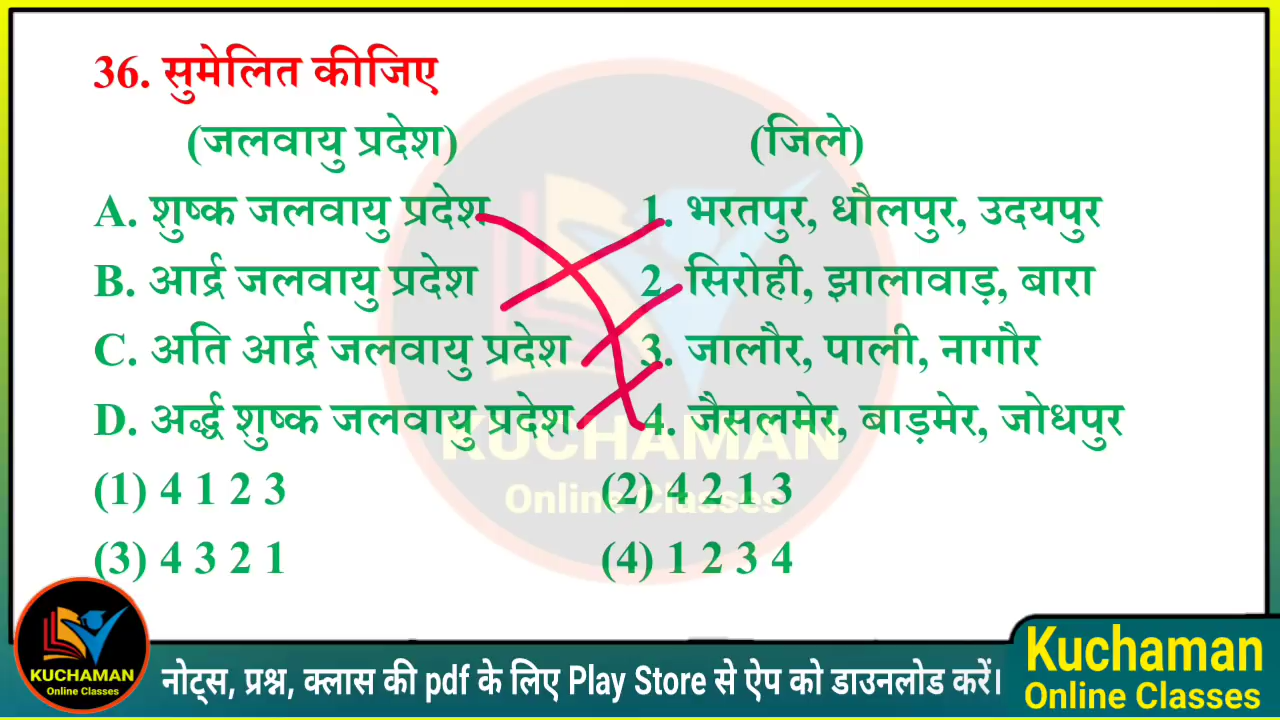 36. सुमेलित कीजिए
(जलवायु प्रदेश) (जिले)
A. शुष्क जलवायु प्रदेश 1. भरतपुर, धौलपुर, उदयपुर
B. आर्द्र जलवायु प्रदेश 2. सिरोही, झालावाड़, बारा
C. अति आर्द्र जलवायु प्रदेश 3. जालौर, पाली, नागौर
D. अर्द्ध शुष्क जलवायु प्रदेश 4. जैसलमेर, बाड़मेर, जोधपुर
KUCHAMAN
Online Classes
(1) 4 1 2 3 (2) 4 2 1 3
(3) 4 3 2 1 (4) 1 2 3 4
KUCHAMAN
Online Classes
नोट्स, प्रश्न, क्लास की pdf के लिए Play Store से ऐप को डाउनलोड करें।
Kuchaman
Online Classes